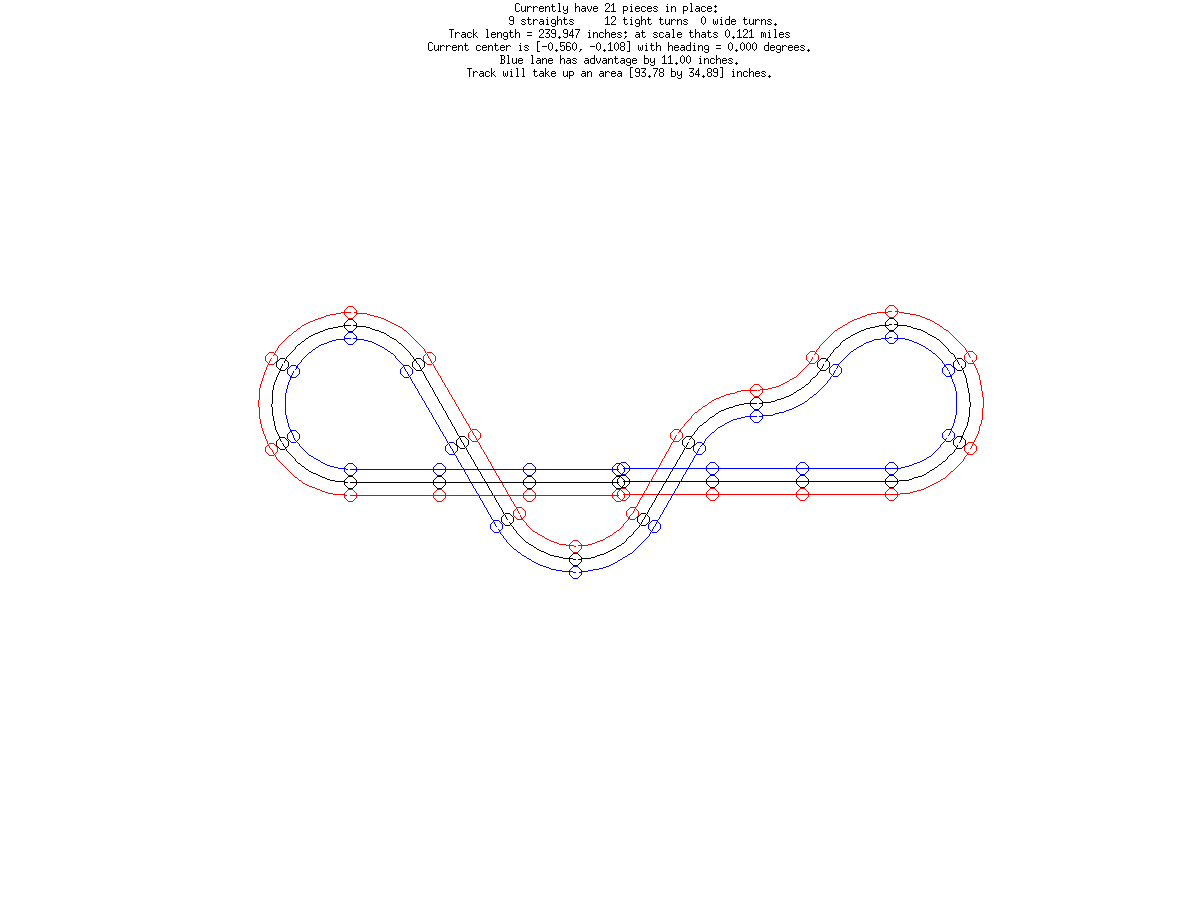 Currently have 21 pieces in place:
9 straights 12 tight turns 0 wide turns.
Track length = 239.947 inches; at scale thats 0.121 miles
Current center is [-0.560, -0.108] with heading = 0.000 degrees.
Blue lane has advantage by 11.00 inches.
Track will take up an area [93.78 by 34.89] inches.